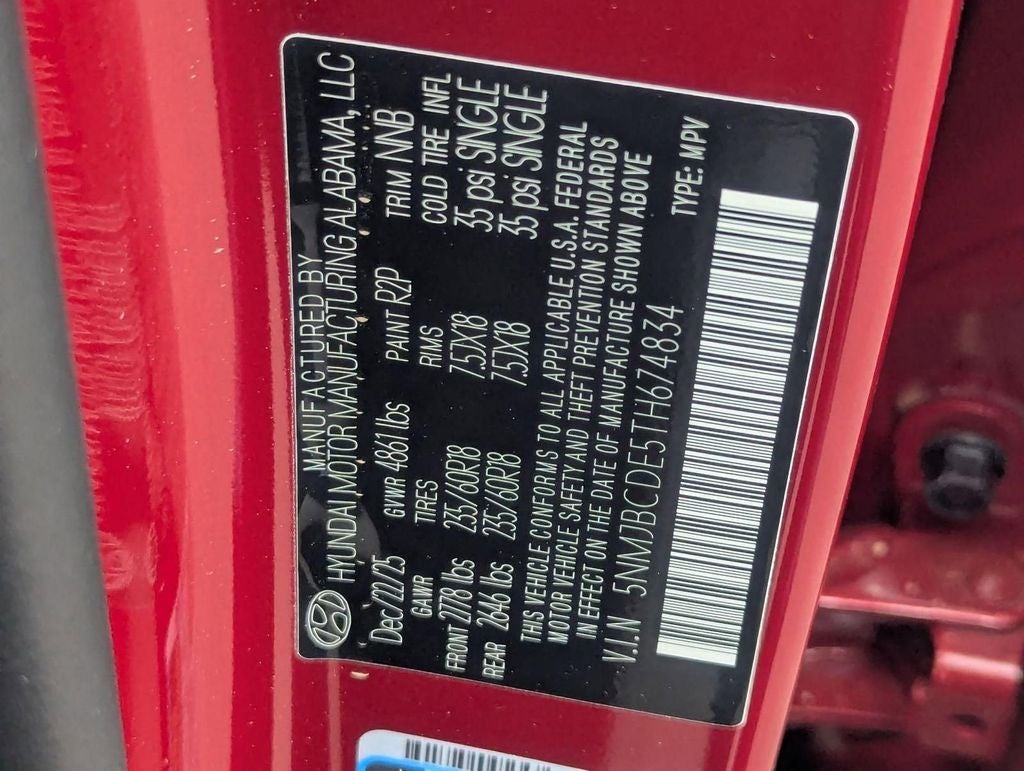 MANUFACTURED BY
HYUNDAI MOTOR MANUFACTURING ALABAMA, LLC
Dec/22/25 GVWR 4861 lbs PAINT R2P TRIM NNB
GAWR TIRES RMS COLD TIRE INFL
FRONT 2778 lbs 235/60R18 7.5JX18 35 psi SINGLE
REAR 2646 lbs 235/60R18 7.5JX18 35 psi SINGLE
THIS VEHICLE CONFORMS TO ALL APPLICABLE U.S.A. FEDERAL
MOTOR VEHICLE SAFETY AND THEFT PREVENTION STANDARDS
IN EFFECT ON THE DATE OF MANUFACTURE SHOWN ABOVE
V.I.N 5NMJBCDE5TH674834 TYPE: MPV